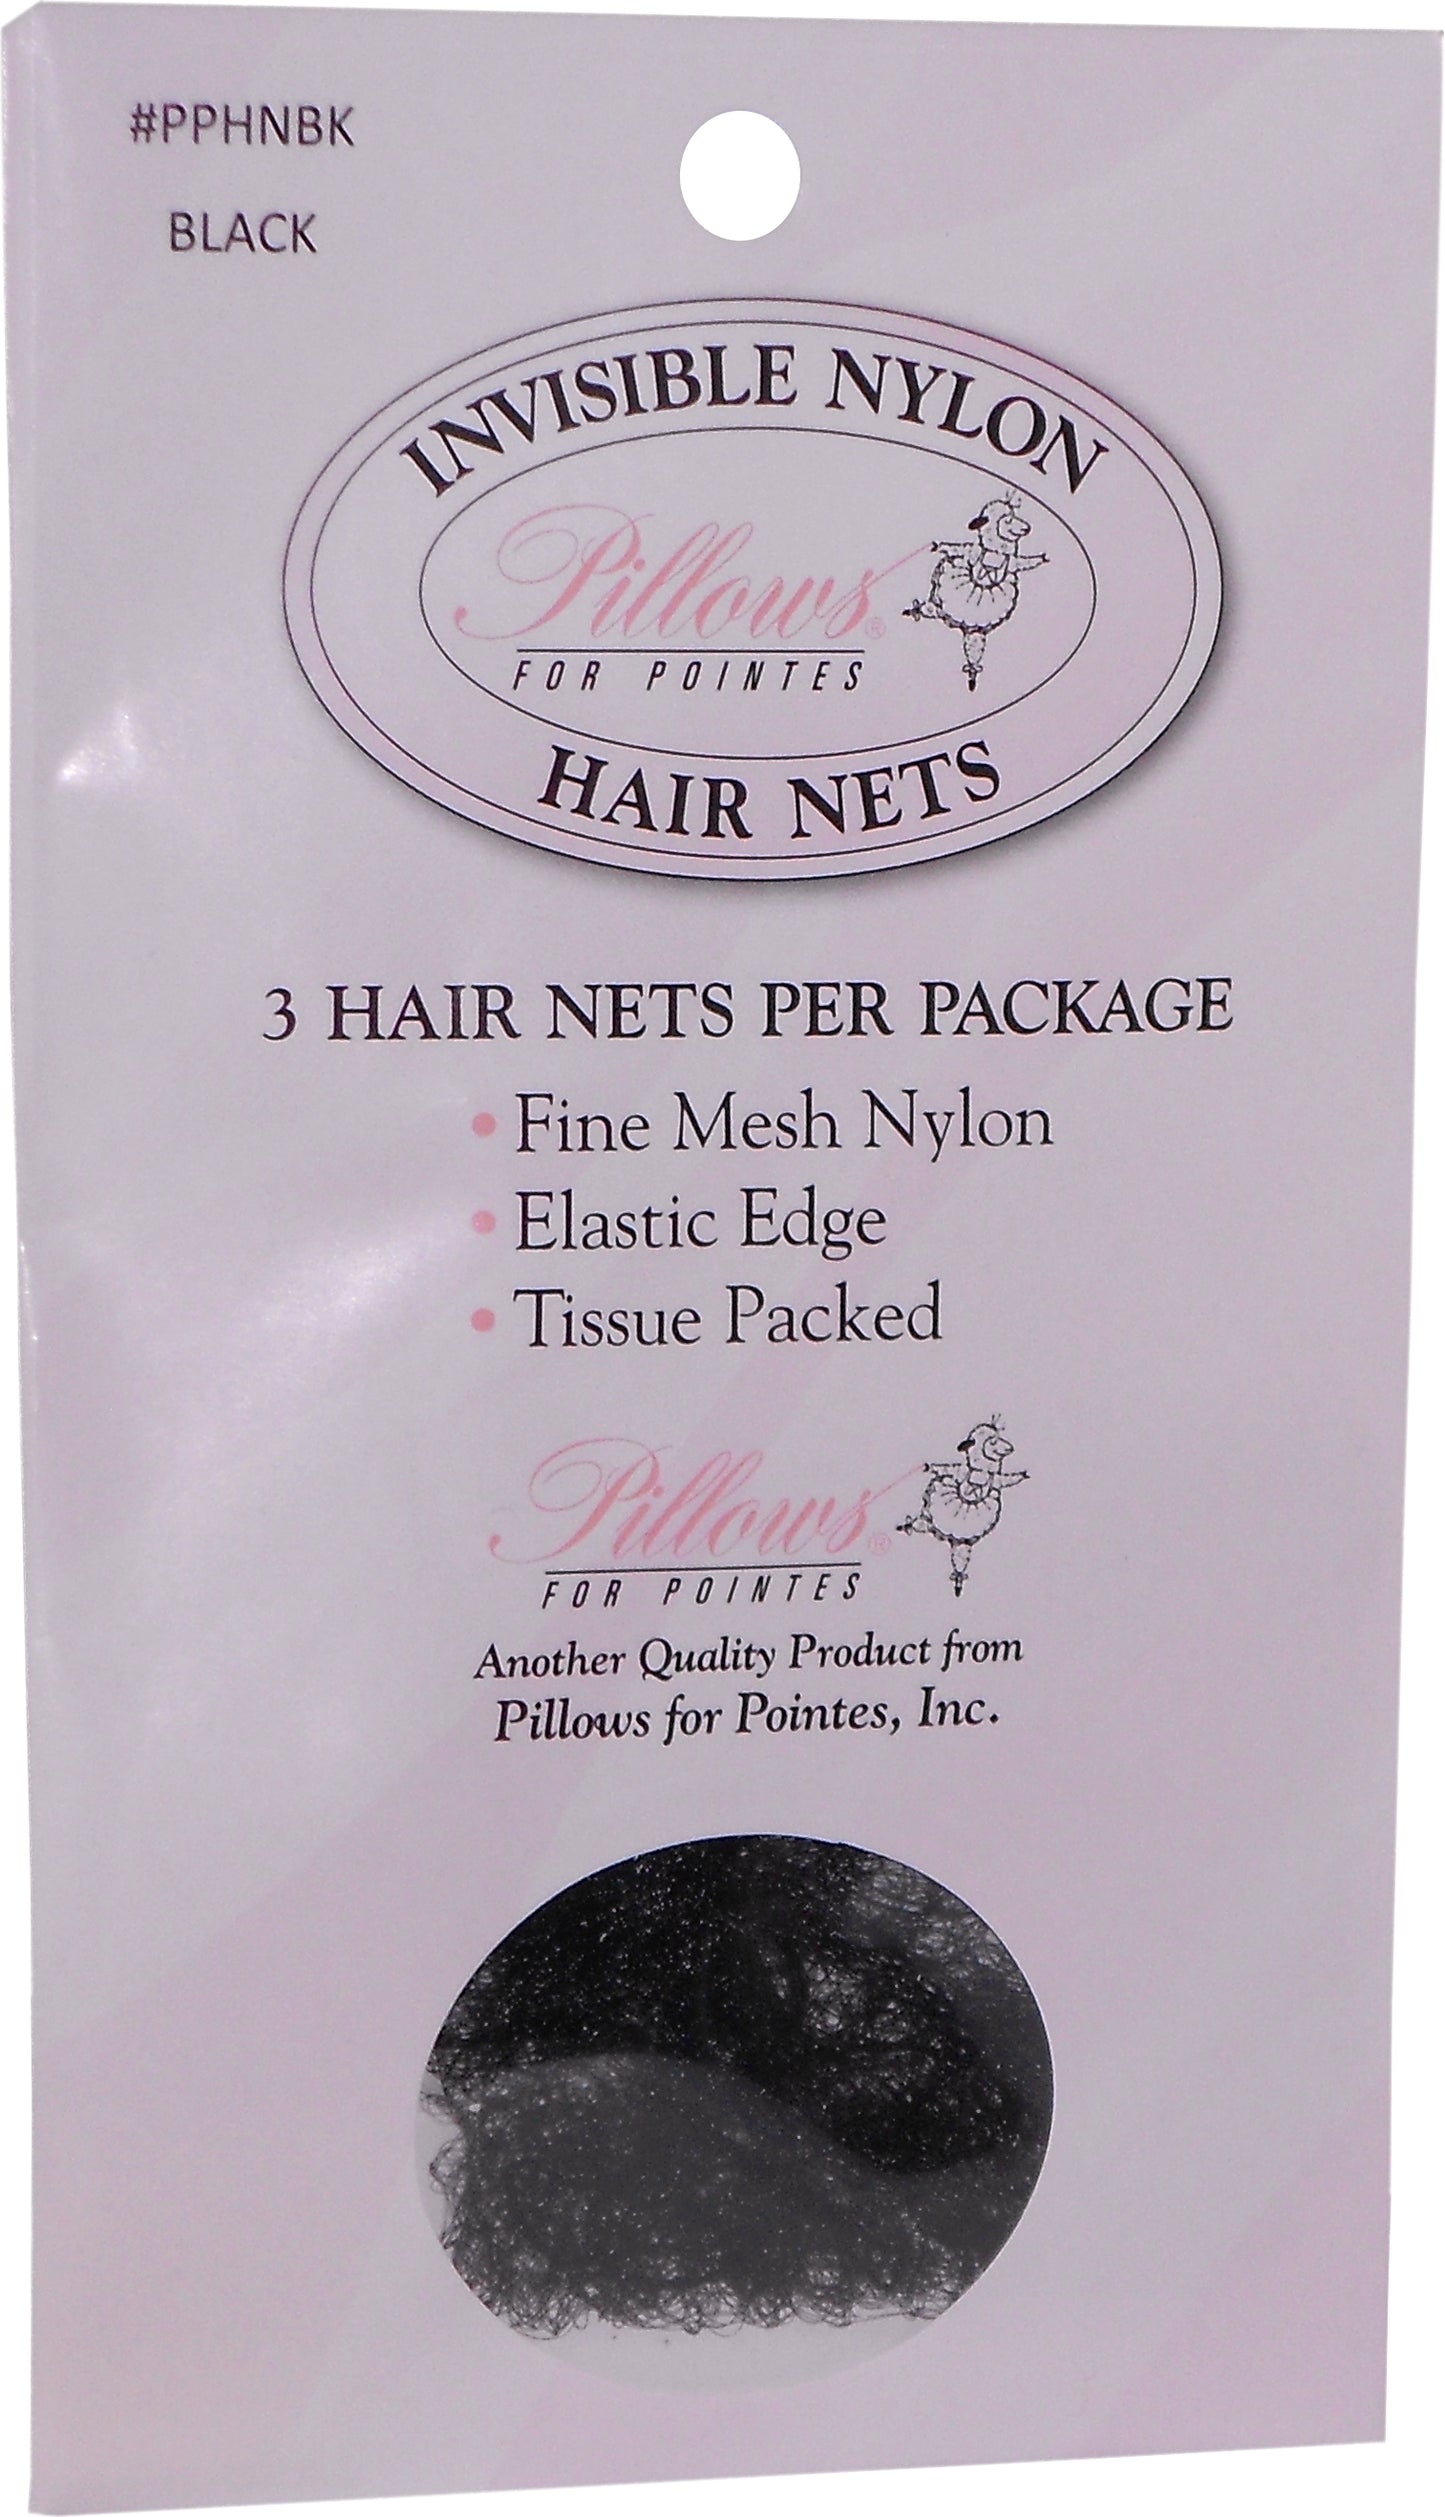 #PPHNBK
BLACK
INVISIBLE NYLON
Pillows®
FOR POINTES
HAIR NETS
3 HAIR NETS PER PACKAGE
• Fine Mesh Nylon
• Elastic Edge
• Tissue Packed
Pillows®
FOR POINTES
Another Quality Product from
Pillows for Pointes, Inc.